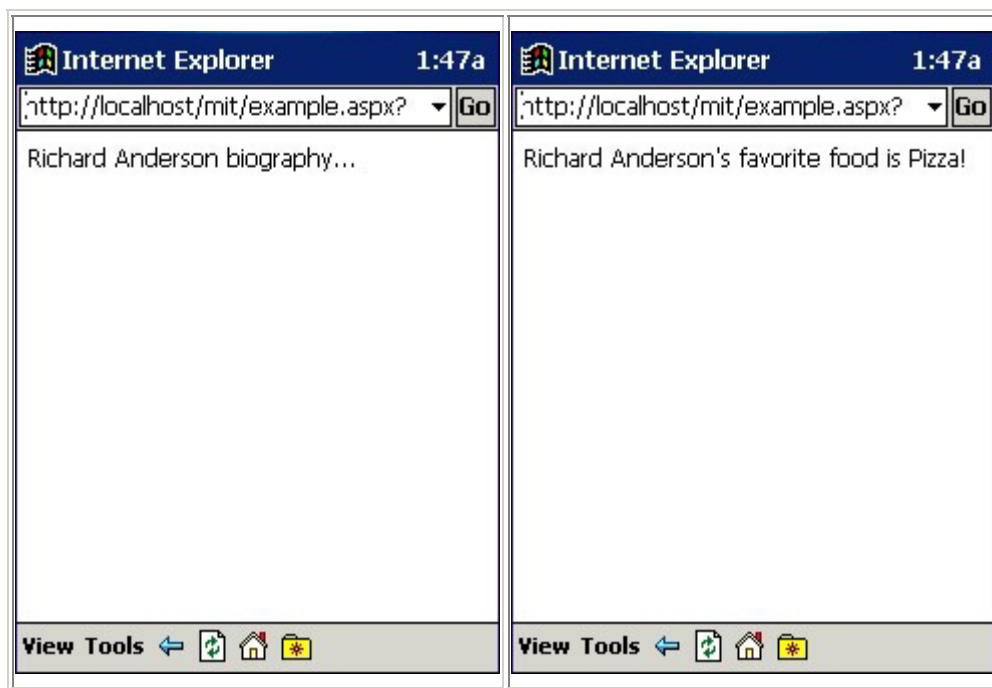 Internet Explorer 1:47a
http://localhost/mit/example.aspx? Go
Richard Anderson biography...
View Tools
Internet Explorer 1:47a
http://localhost/mit/example.aspx? Go
Richard Anderson's favorite food is Pizza!
View Tools